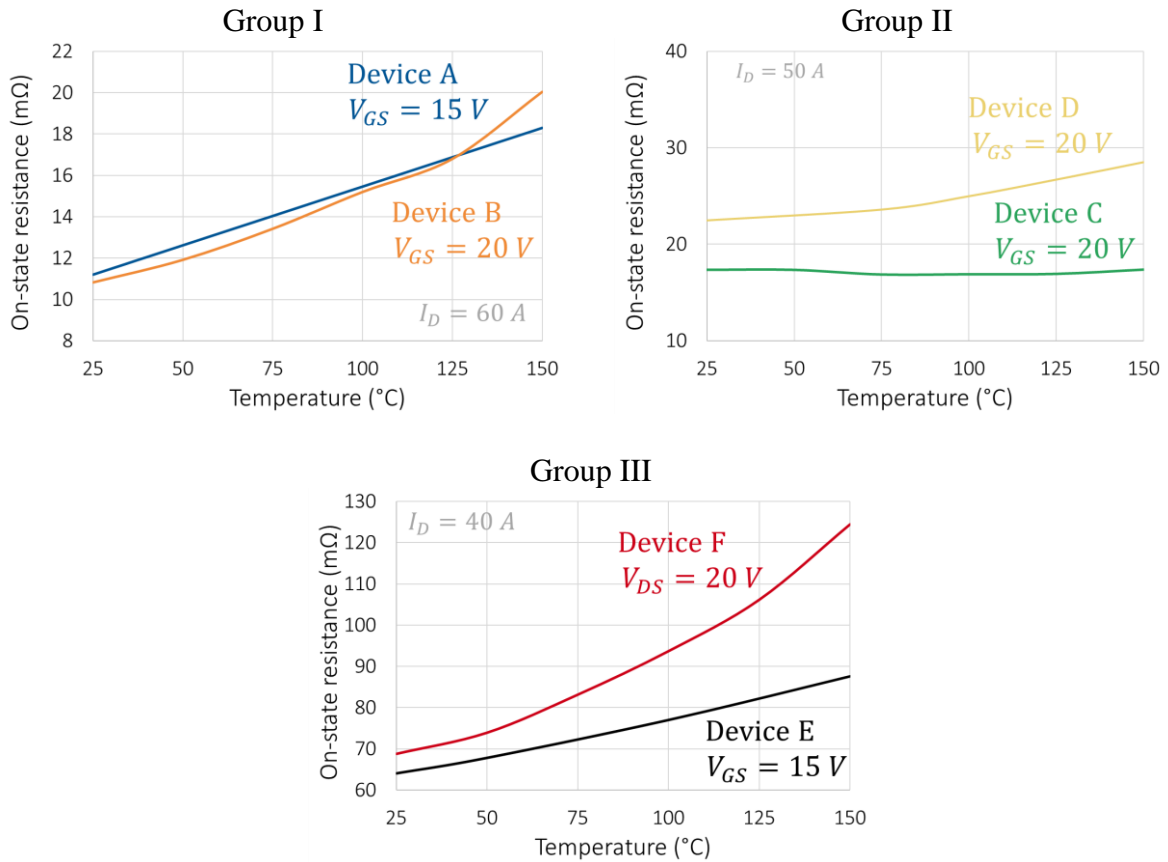 Group I
On-state resistance (mΩ)
22
20
18
16
14
12
10
8
Device A
V_GS = 15 V
Device B
V_GS = 20 V
I_D = 60 A
25 50 75 100 125 150
Temperature (°C)
Group II
On-state resistance (mΩ)
40
30
20
10
I_D = 50 A
Device D
V_GS = 20 V
Device C
V_GS = 20 V
25 50 75 100 125 150
Temperature (°C)
Group III
On-state resistance (mΩ)
130
120
110
100
90
80
70
60
I_D = 40 A
Device F
V_DS = 20 V
Device E
V_GS = 15 V
25 50 75 100 125 150
Temperature (°C)